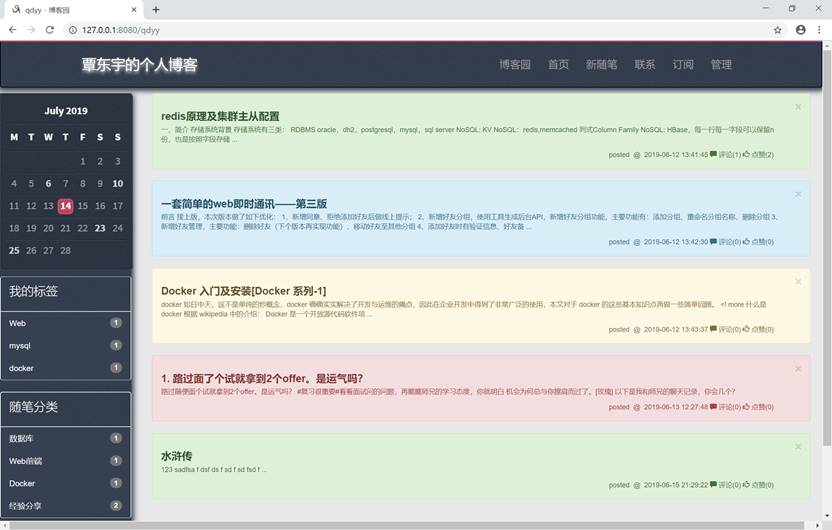 qdyy - 博客园
127.0.0.1:8080/qdyy
覃东宇的个人博客
博客园 首页 新随笔 联系 订阅 管理
July 2019
M T W T F S S
1 2 3
4 5 6 7 8 9 10
11 12 13 14 15 16 17
18 19 20 21 22 23 24
25 26 27 28
我的标签
Web 1
mysql 1
docker 1
随笔分类
数据库 1
Web前端 1
Docker 1
经验分享 2
redis原理及集群主从配置
一、简介 存储系统背景 存储系统有三类： RDBMS oracle，dh2，postgresql，mysql，sql server NoSQL: KV NoSQL：redis,memcached 列式Column Family NoSQL: HBase，每一行每一字段可以保留n
份，也是按照字段存储 ...
posted @ 2019-06-12 13:41:45 评论(1) 点赞(2)
一套简单的web即时通讯——第三版
前言 接上版，本次版本做了如下优化： 1、新增同意、拒绝添加好友后做线上提示； 2、新增好友分组，使用工具生成后台API，新增好友分组功能，主要功能有：添加分组、重命名分组名称、删除分组 3、
新增好友管理，主要功能：删除好友（下个版本再实现功能）、移动好友至其他分组 4、添加好友时有验证信息、好友备 ...
posted @ 2019-06-12 13:42:30 评论(0) 点赞(0)
Docker 入门及安装[Docker 系列-1]
docker 如日中天，这不是单纯的炒概念，docker 确确实实解决了开发与运维的痛点，因此在企业开发中得到了非常广泛的使用，本文对于 docker 的这些基本知识点再做一些简单回顾。 <! more 什么是
docker 根据 wikipedia 中的介绍： Docker 是一个开放源代码软件项 ...
posted @ 2019-06-12 13:43:37 评论(0) 点赞(0)
1. 路过面了个试就拿到2个offer。是运气吗？
路过随便面个试就拿到2个offer。是运气吗？ #复习很重要#看看面试问的问题，再瞧瞧师兄的学习态度，你就明白 机会为何总与你擦肩而过了。[玫瑰] 以下是我和师兄的聊天记录，你会几个？
posted @ 2019-06-13 12:27:48 评论(0) 点赞(0)
水浒传
123 sadfsa f dsf ds f sd f sd fsd f ...
posted @ 2019-06-15 21:29:22 评论(0) 点赞(0)